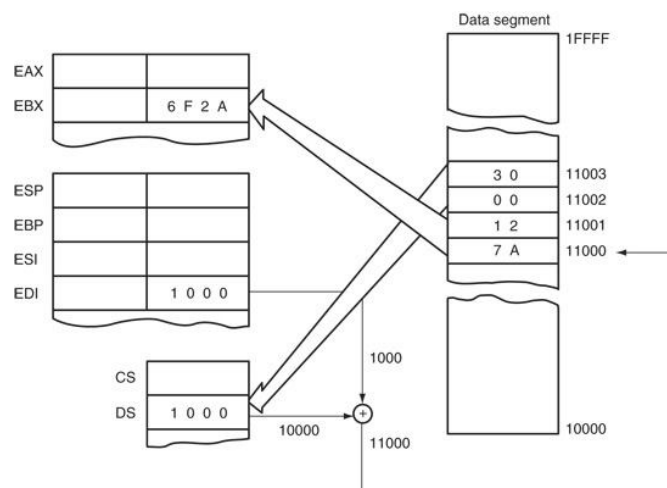 Data segment
1FFFF
EAX
EBX 6 F 2 A
3 0 11003
ESP 0 0 11002
EBP 1 2 11001
ESI 7 A 11000
EDI 1 0 0 0
1000
CS
DS 1 0 0 0
10000
+
11000
10000